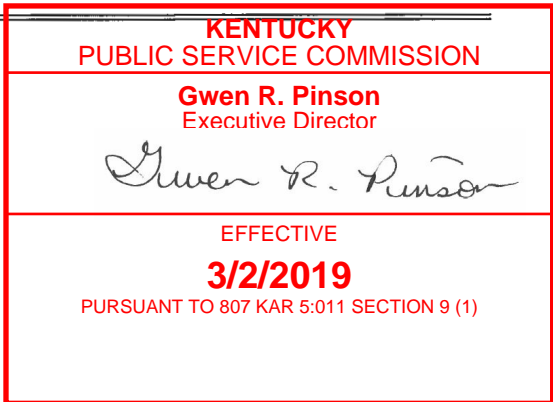 KENTUCKY
PUBLIC SERVICE COMMISSION
Gwen R. Pinson
Executive Director
Gwen R. Pinson
EFFECTIVE
3/2/2019
PURSUANT TO 807 KAR 5:011 SECTION 9 (1)